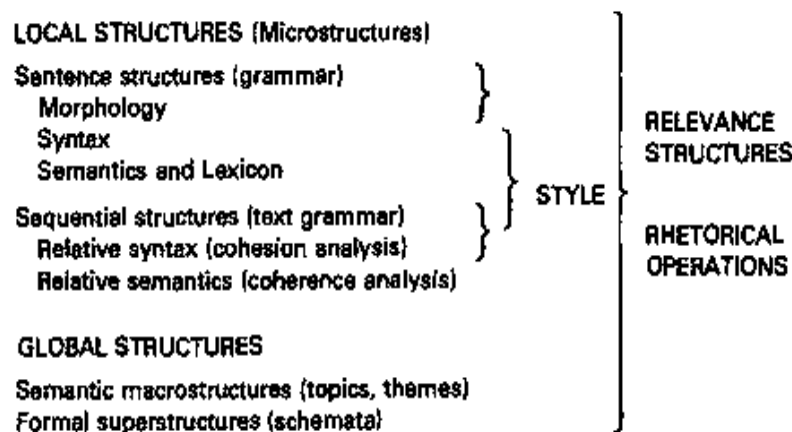 LOCAL STRUCTURES (Microstructures)
Sentence structures (grammar)
Morphology
Syntax
Semantics and Lexicon
Sequential structures (text grammar)
Relative syntax (cohesion analysis)
Relative semantics (coherence analysis)
GLOBAL STRUCTURES
Semantic macrostructures (topics, themes)
Formal superstructures (schemata)
STYLE
RELEVANCE
STRUCTURES
RHETORICAL
OPERATIONS